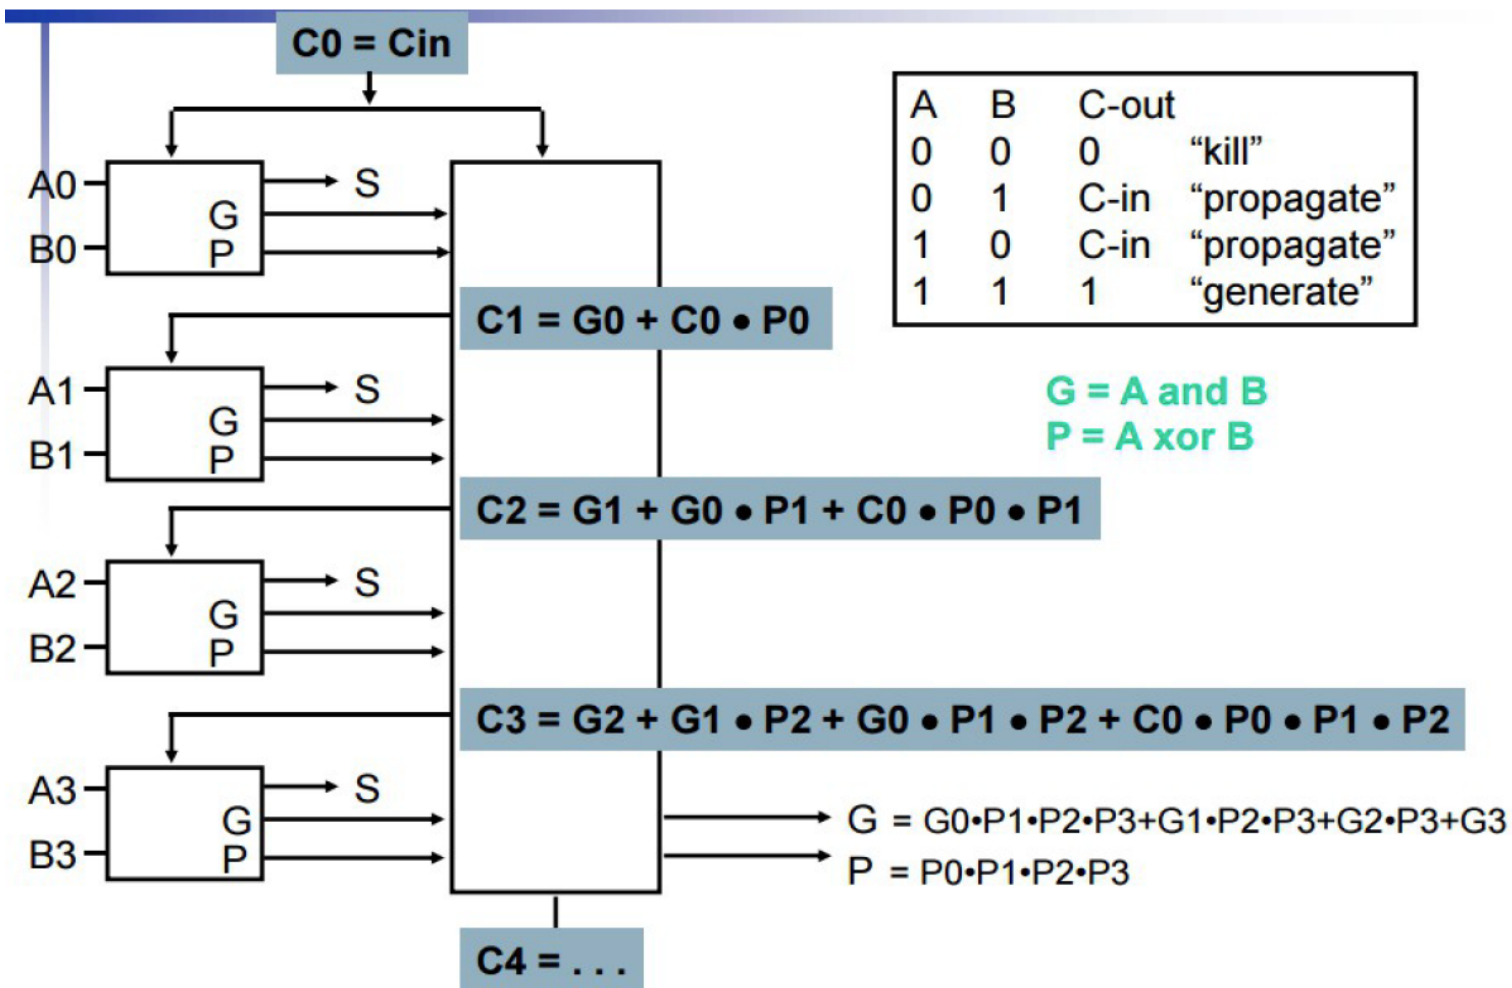 C0 = Cin
A B C-out
0 0 0 “kill”
0 1 C-in “propagate”
1 0 C-in “propagate”
1 1 1 “generate”
A0
S
G
B0
P
C1 = G0 + C0 • P0
G = A and B
P = A xor B
A1
S
G
B1
P
C2 = G1 + G0 • P1 + C0 • P0 • P1
A2
S
G
B2
P
C3 = G2 + G1 • P2 + G0 • P1 • P2 + C0 • P0 • P1 • P2
A3
S
G
B3
P
G = G0•P1•P2•P3+G1•P2•P3+G2•P3+G3
P = P0•P1•P2•P3
C4 = . . .